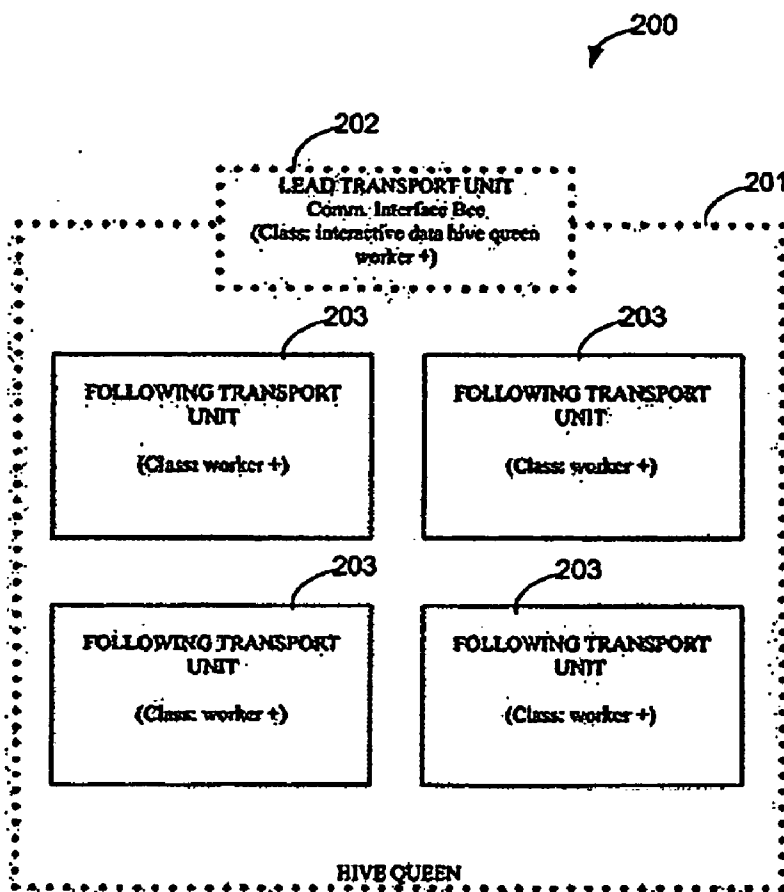 200
202
LEAD TRANSPORT UNIT
Comm. Interface Bee
(Class: interactive data hive queen
worker +)
201
203
FOLLOWING TRANSPORT
UNIT
(Class: worker +)
203
FOLLOWING TRANSPORT
UNIT
(Class: worker +)
203
FOLLOWING TRANSPORT
UNIT
(Class: worker +)
203
FOLLOWING TRANSPORT
UNIT
(Class: worker +)
HIVE QUEEN